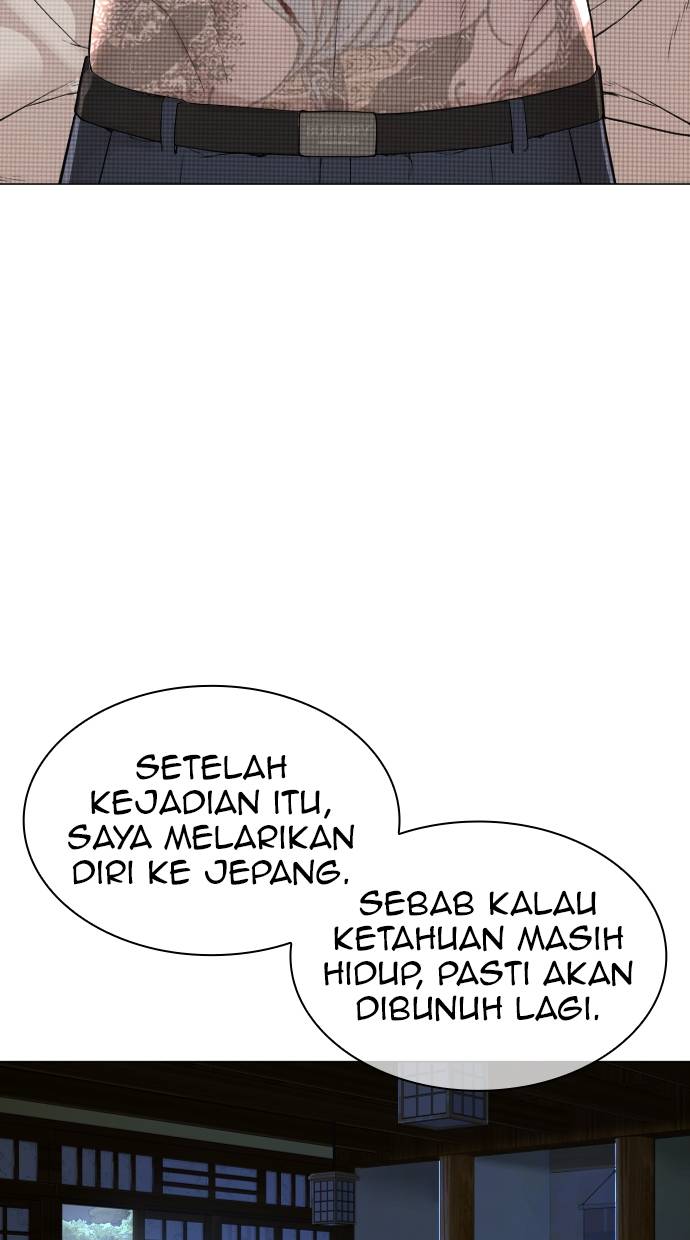 SETELAH
KEJADIAN ITU,
SAYA MELARIKAN
DIRI KE JEPANG.
SEBAB KALAU
KETAHUAN MASIH
HIDUP, PASTI AKAN
DIBUNUH LAGI.